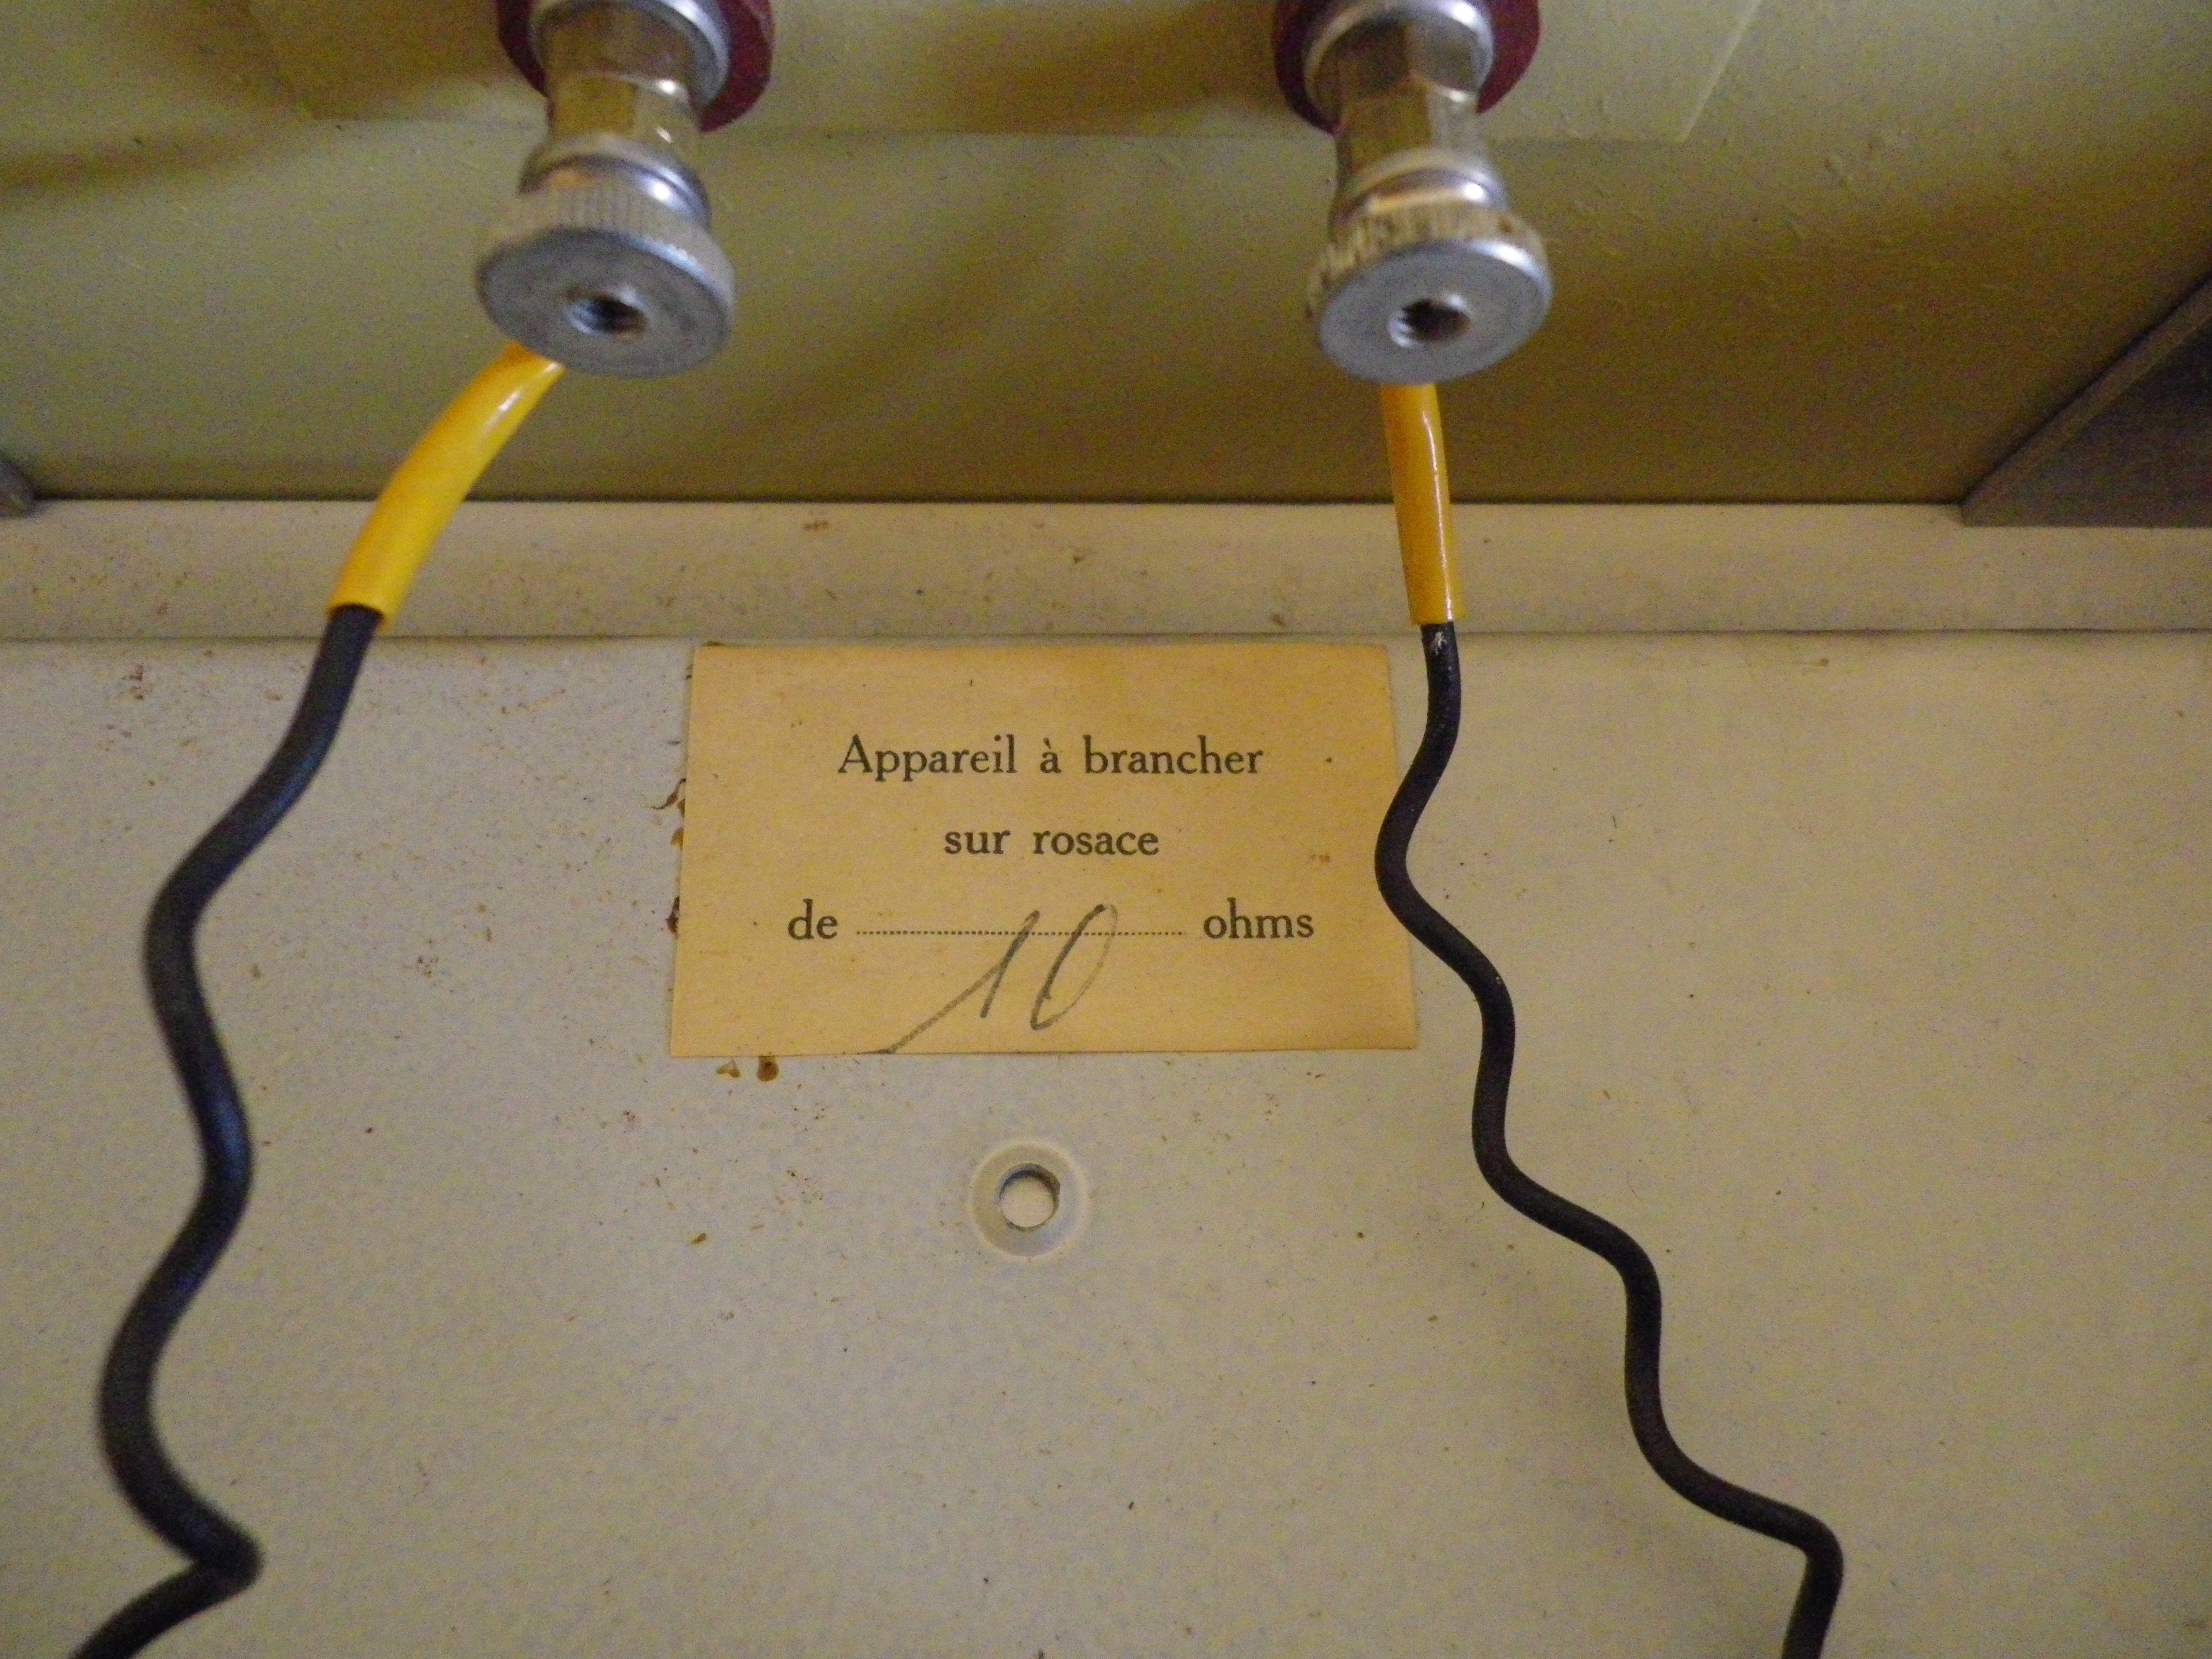 Appareil à brancher
sur rosace
de 10 ohms